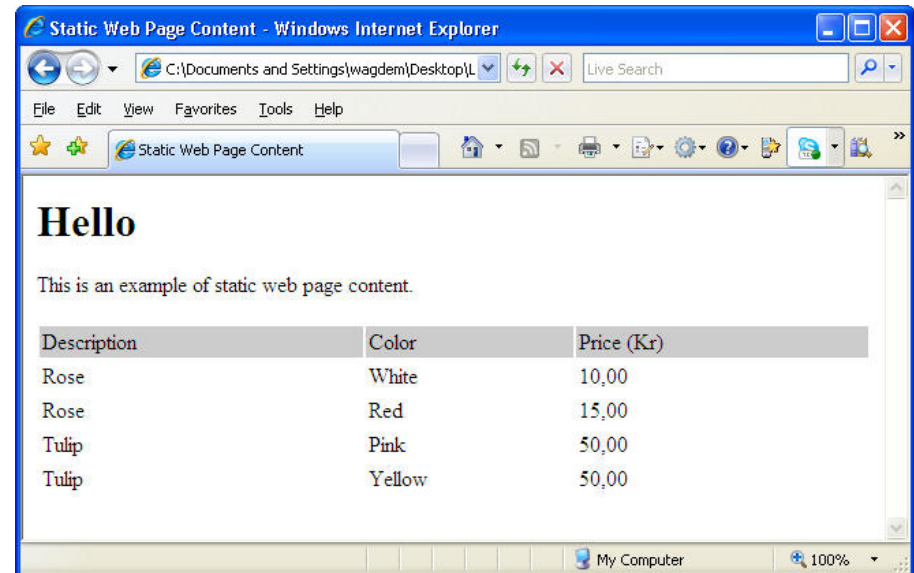 Static Web Page Content - Windows Internet Explorer
C:\Documents and Settings\wagdem\Desktop\L
Live Search
File Edit View Favorites Tools Help
Static Web Page Content
»
Hello
This is an example of static web page content.
Description Color Price (Kr)
Rose White 10,00
Rose Red 15,00
Tulip Pink 50,00
Tulip Yellow 50,00
My Computer 100%